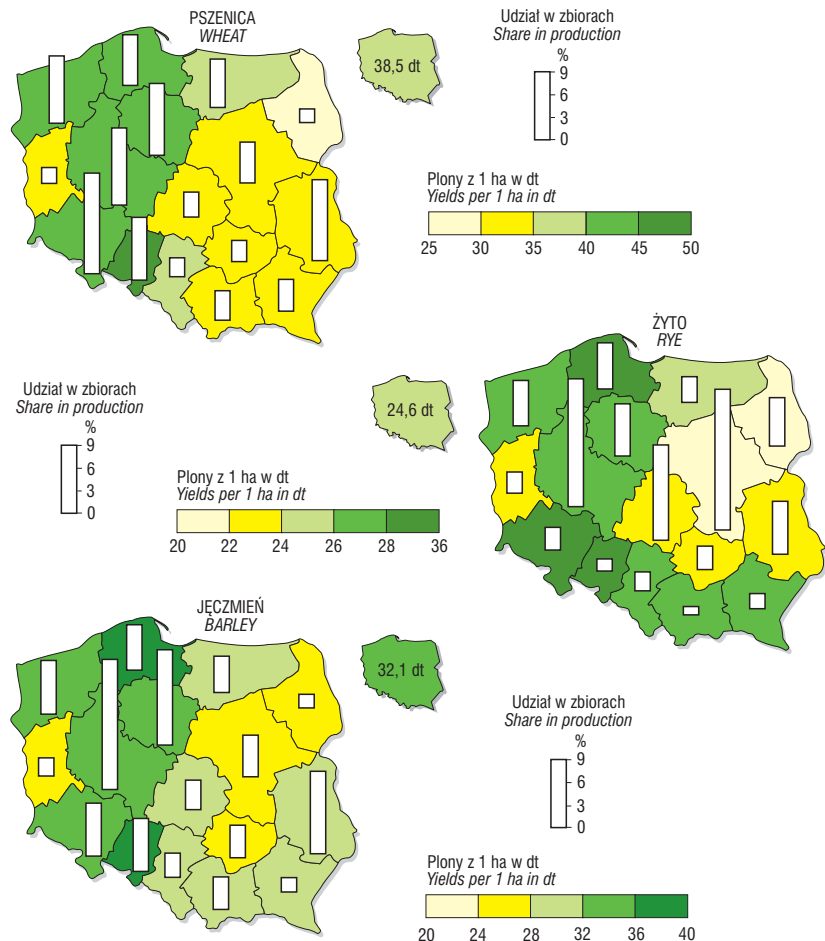 PSZENICA
WHEAT
38,5 dt
Udział w zbiorach
Share in production
%
9
6
3
0
Plony z 1 ha w dt
Yields per 1 ha in dt
25 30 35 40 45 50
ŻYTO
RYE
Udział w zbiorach
Share in production
%
9
6
3
0
24,6 dt
Plony z 1 ha w dt
Yields per 1 ha in dt
20 22 24 26 28 36
JĘCZMIEŃ
BARLEY
32,1 dt
Udział w zbiorach
Share in production
%
9
6
3
0
Plony z 1 ha w dt
Yields per 1 ha in dt
20 24 28 32 36 40